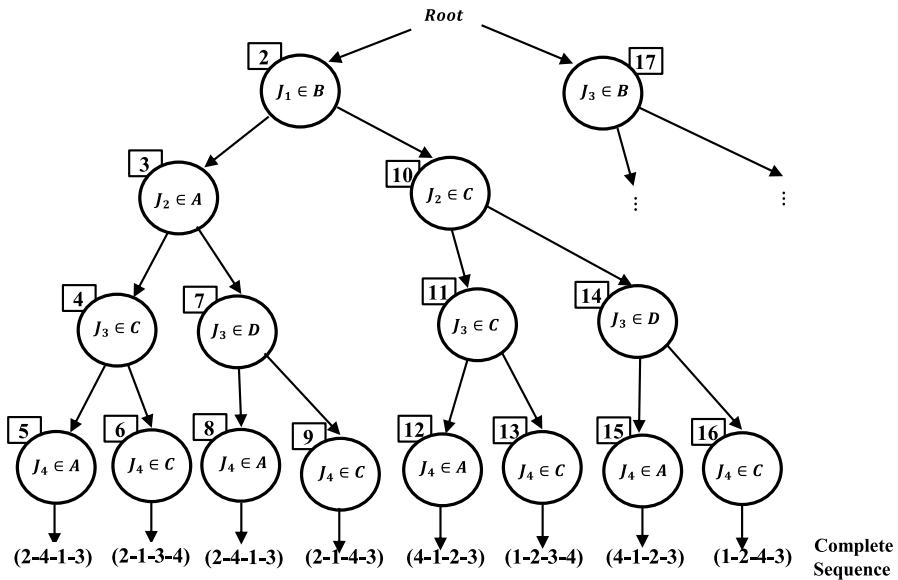 Root
2
17
J₁ ∈ B
J₃ ∈ B
3
10
J₂ ∈ A
J₂ ∈ C
⋮
⋮
4
7
11
14
J₃ ∈ C
J₃ ∈ D
J₃ ∈ C
J₃ ∈ D
5
6
8
9
12
13
15
16
J₄ ∈ A
J₄ ∈ C
J₄ ∈ A
J₄ ∈ C
J₄ ∈ A
J₄ ∈ C
J₄ ∈ A
J₄ ∈ C
(2-4-1-3)
(2-1-3-4)
(2-4-1-3)
(2-1-4-3)
(4-1-2-3)
(1-2-3-4)
(4-1-2-3)
(1-2-4-3)
Complete
Sequence